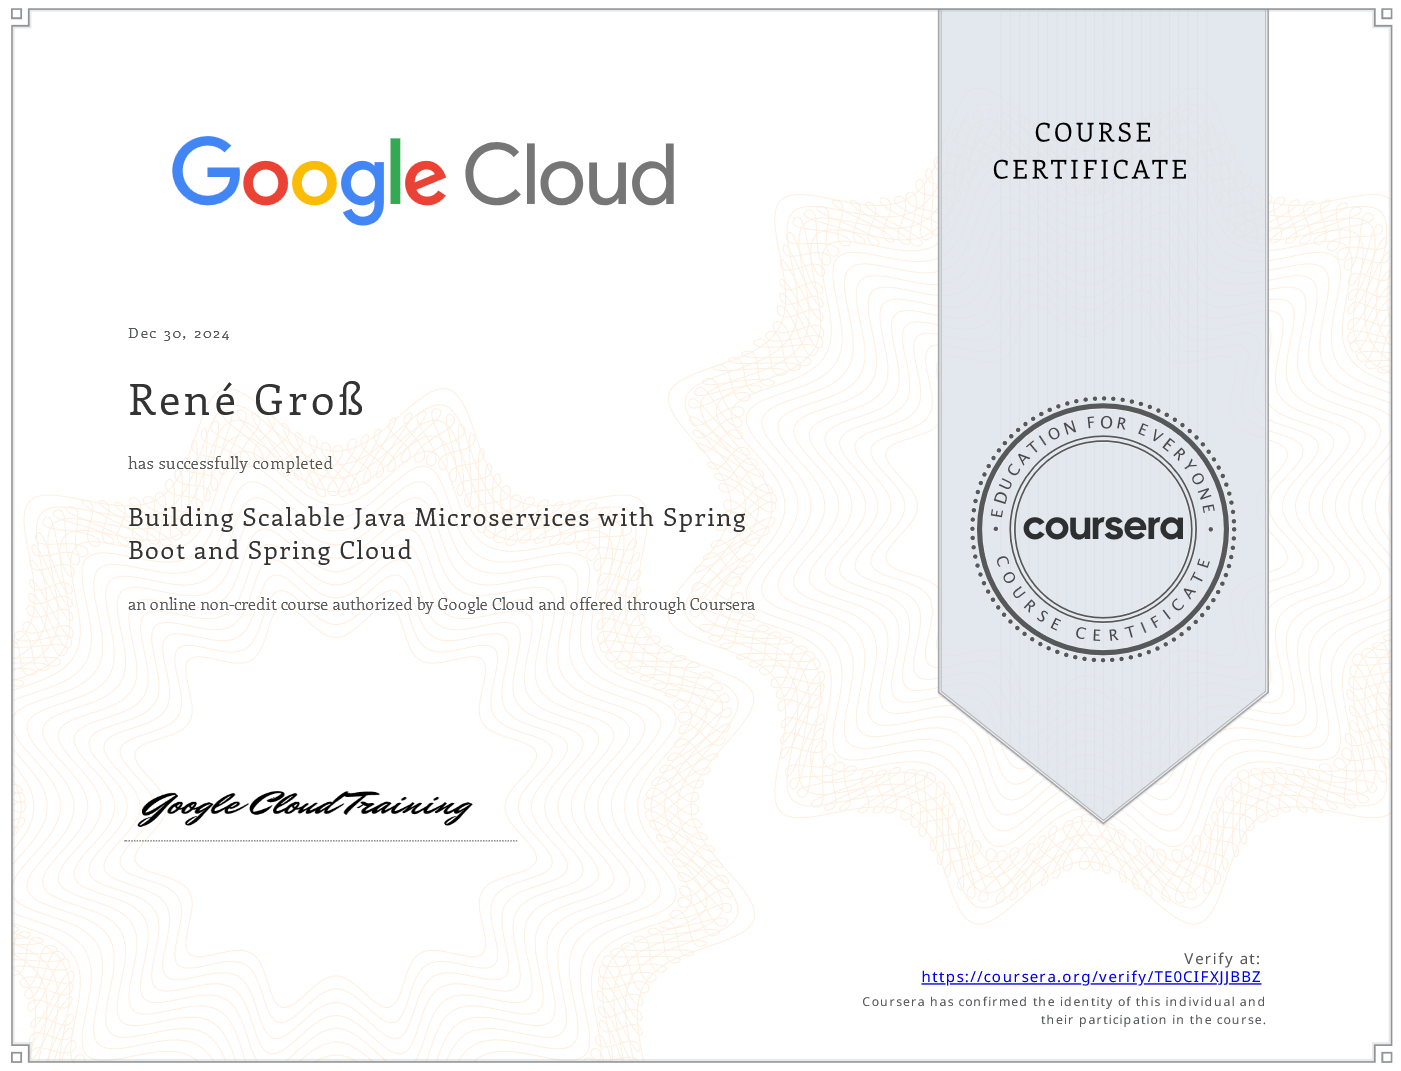 Google Cloud
COURSE
CERTIFICATE
Dec 30, 2024
René Groß
has successfully completed
Building Scalable Java Microservices with Spring
Boot and Spring Cloud
an online non-credit course authorized by Google Cloud and offered through Coursera
EDUCATION FOR EVERYONE
coursera
COURSE CERTIFICATE
Google Cloud Training
Verify at:
https://coursera.org/verify/TE0CIFXJJBBZ
Coursera has confirmed the identity of this individual and
their participation in the course.